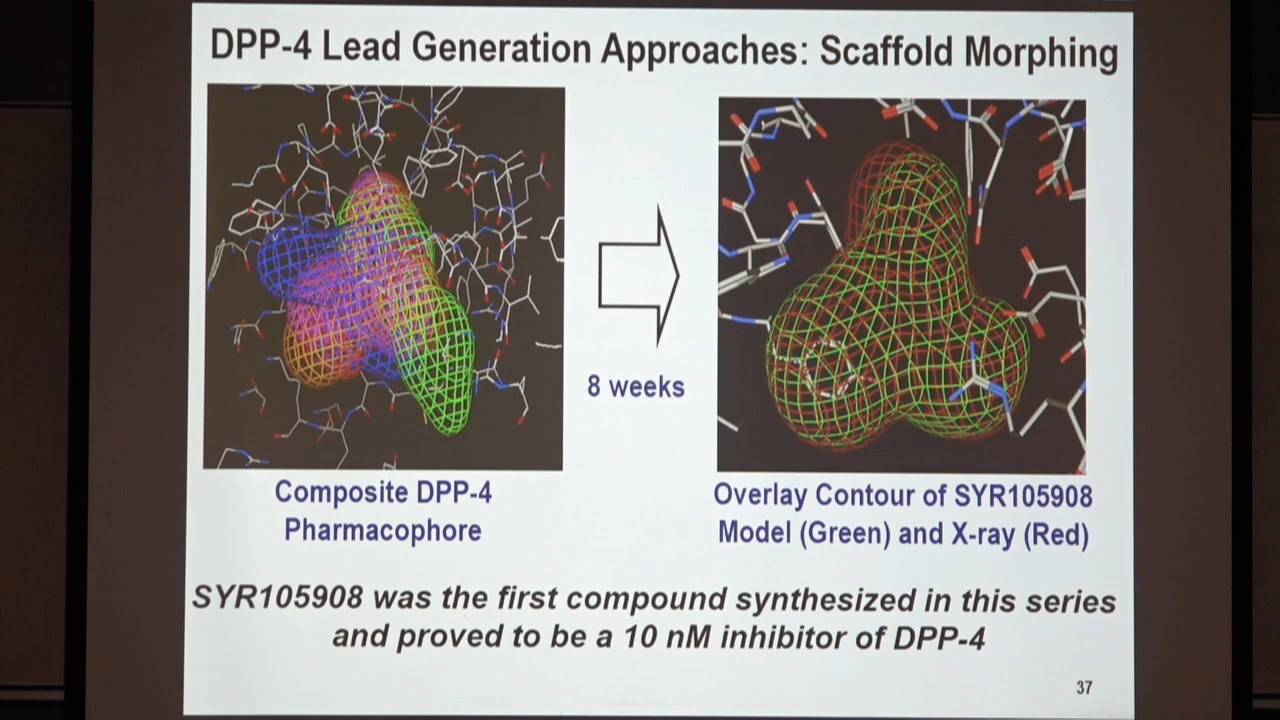 DPP-4 Lead Generation Approaches: Scaffold Morphing
8 weeks
Composite DPP-4
Pharmacophore
Overlay Contour of SYR105908
Model (Green) and X-ray (Red)
SYR105908 was the first compound synthesized in this series
and proved to be a 10 nM inhibitor of DPP-4
37